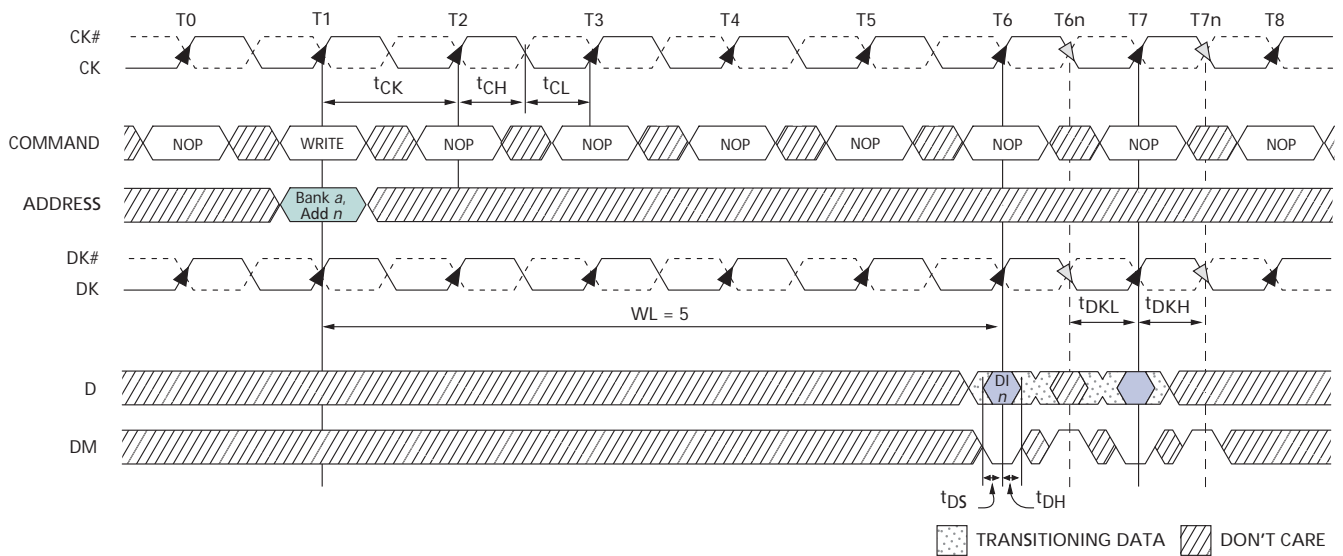 T0 T1 T2 T3 T4 T5 T6 T6n T7 T7n T8
CK#
CK
tCK tCH tCL
COMMAND NOP WRITE NOP NOP NOP NOP NOP NOP NOP
ADDRESS Bank a,
Add n
DK#
DK
WL = 5 tDKL tDKH
D DI
n
DM
tDS tDH
TRANSITIONING DATA DON'T CARE